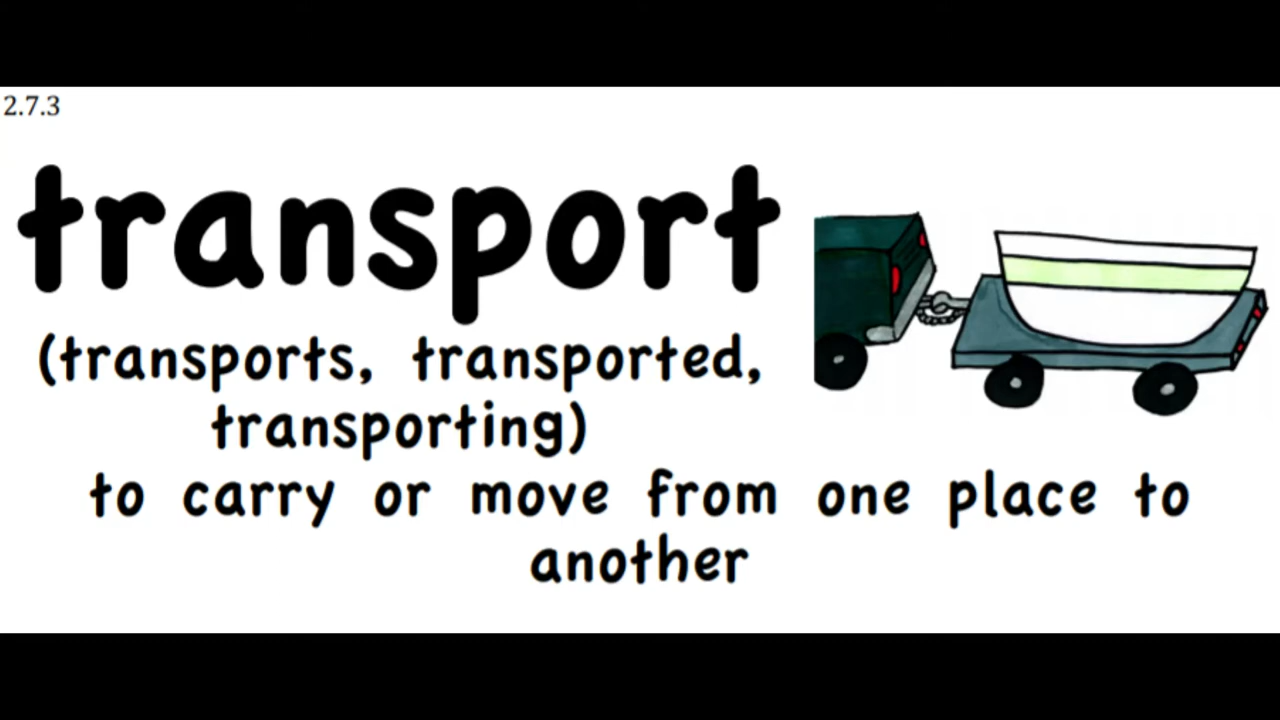 2.7.3
transport
(transports, transported,
transporting)
to carry or move from one place to
another